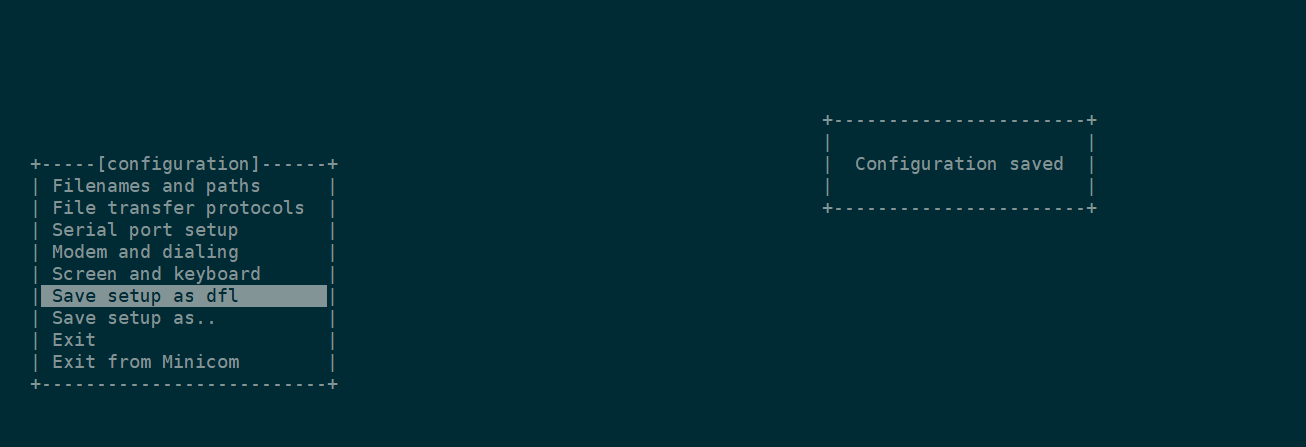 +-----[configuration]------+
| Filenames and paths      |
| File transfer protocols  |
| Serial port setup        |
| Modem and dialing        |
| Screen and keyboard      |
| Save setup as dfl        |
| Save setup as..          |
| Exit                     |
| Exit from Minicom        |
+--------------------------+
+-----------------------+
|                       |
|  Configuration saved  |
|                       |
+-----------------------+